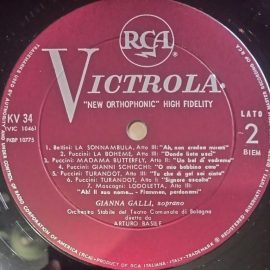 RCA
VICTROLA
"NEW ORTHOPHONIC" HIGH FIDELITY
KV 34
(VIC 1046)
LATO
2
BIEM
1 - Bellini: LA SONNAMBULA, Atto III: "Ah, non credea mirarti"
2 - Puccini: LA BOHEME, Atto III: "Donde lieta uscì"
3 - Puccini: MADAMA BUTTERFLY, Atto II: "Un bel dì vedremo"
4 - Puccini: GIANNI SCHICCHI: "O mio babbino caro"
5 - Puccini: TURANDOT, Atto III: "Tu che di gel sei cinta"
6 - Puccini: TURANDOT, Atto I: "Signore ascolta"
7 - Mascagni: LODOLETTA, Atto III:
"Ah! il suo nome... - Flammen, perdonami"
GIANNA GALLI, soprano
Orchestra Stabile del Teatro Comunale di Bologna
diretta da
ARTURO BASILE